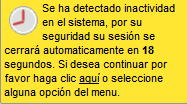 Se ha detectado inactividad
en el sistema, por
su
seguridad su sesión se
cerrará automaticamente en 18
segundos. Si desea continuar por
favor haga clic aquí o seleccione
alguna opción del menu.